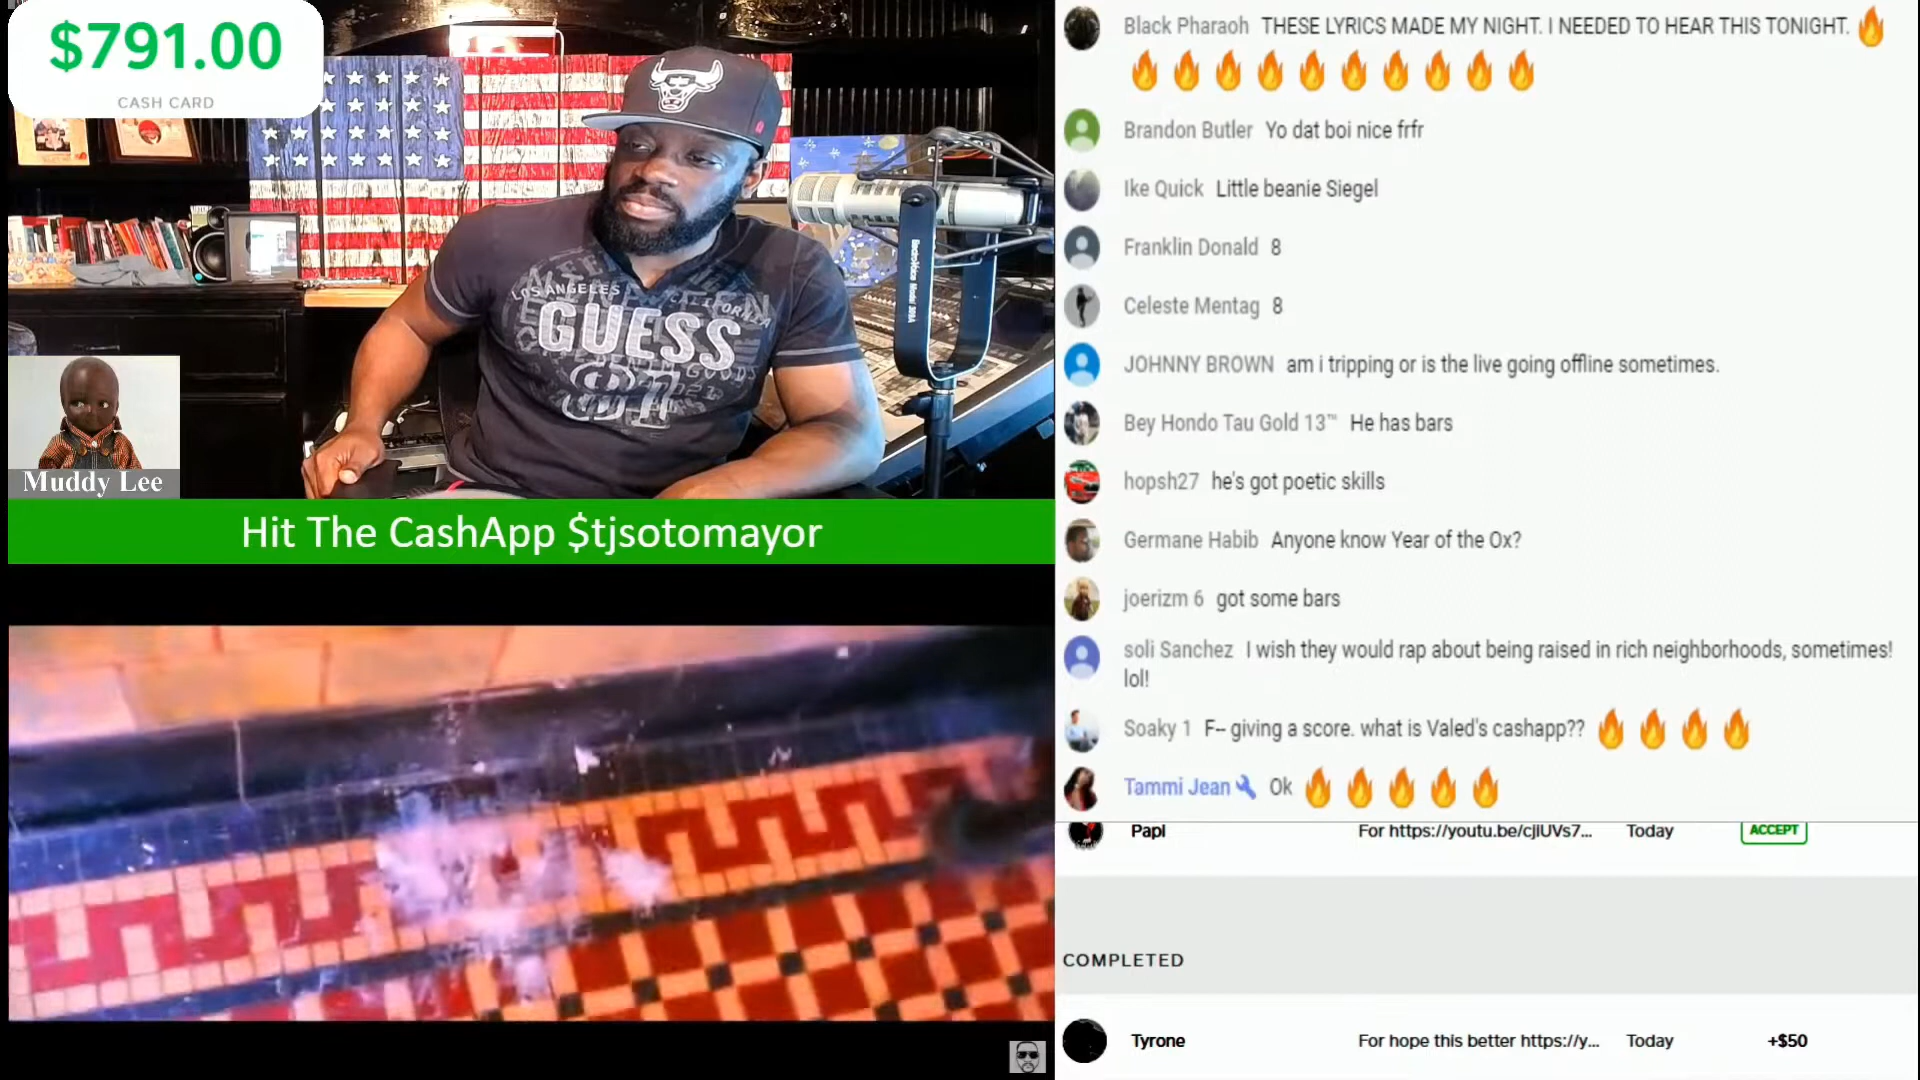 $791.00
CASH CARD
LOS ANGELES
CALIFORNIA
GUESS
Muddy Lee
Hit The CashApp $tjsotomayor
Black Pharaoh THESE LYRICS MADE MY NIGHT. I NEEDED TO HEAR THIS TONIGHT. 🔥
🔥🔥🔥🔥🔥🔥🔥🔥🔥🔥
Brandon Butler Yo dat boi nice frfr
Ike Quick Little beanie Siegel
Franklin Donald 8
Celeste Mentag 8
JOHNNY BROWN am i tripping or is the live going offline sometimes.
Bey Hondo Tau Gold 13™ He has bars
hopsh27 he's got poetic skills
Germane Habib Anyone know Year of the Ox?
joerizm 6 got some bars
soli Sanchez I wish they would rap about being raised in rich neighborhoods, sometimes!
lol!
Soaky 1 F-- giving a score. what is Valed's cashapp?? 🔥🔥🔥🔥
Tammi Jean Ok 🔥🔥🔥🔥🔥
Papi For https://youtu.be/cjlUVs7... Today ACCEPT
COMPLETED
Tyrone For hope this better https://y... Today +$50